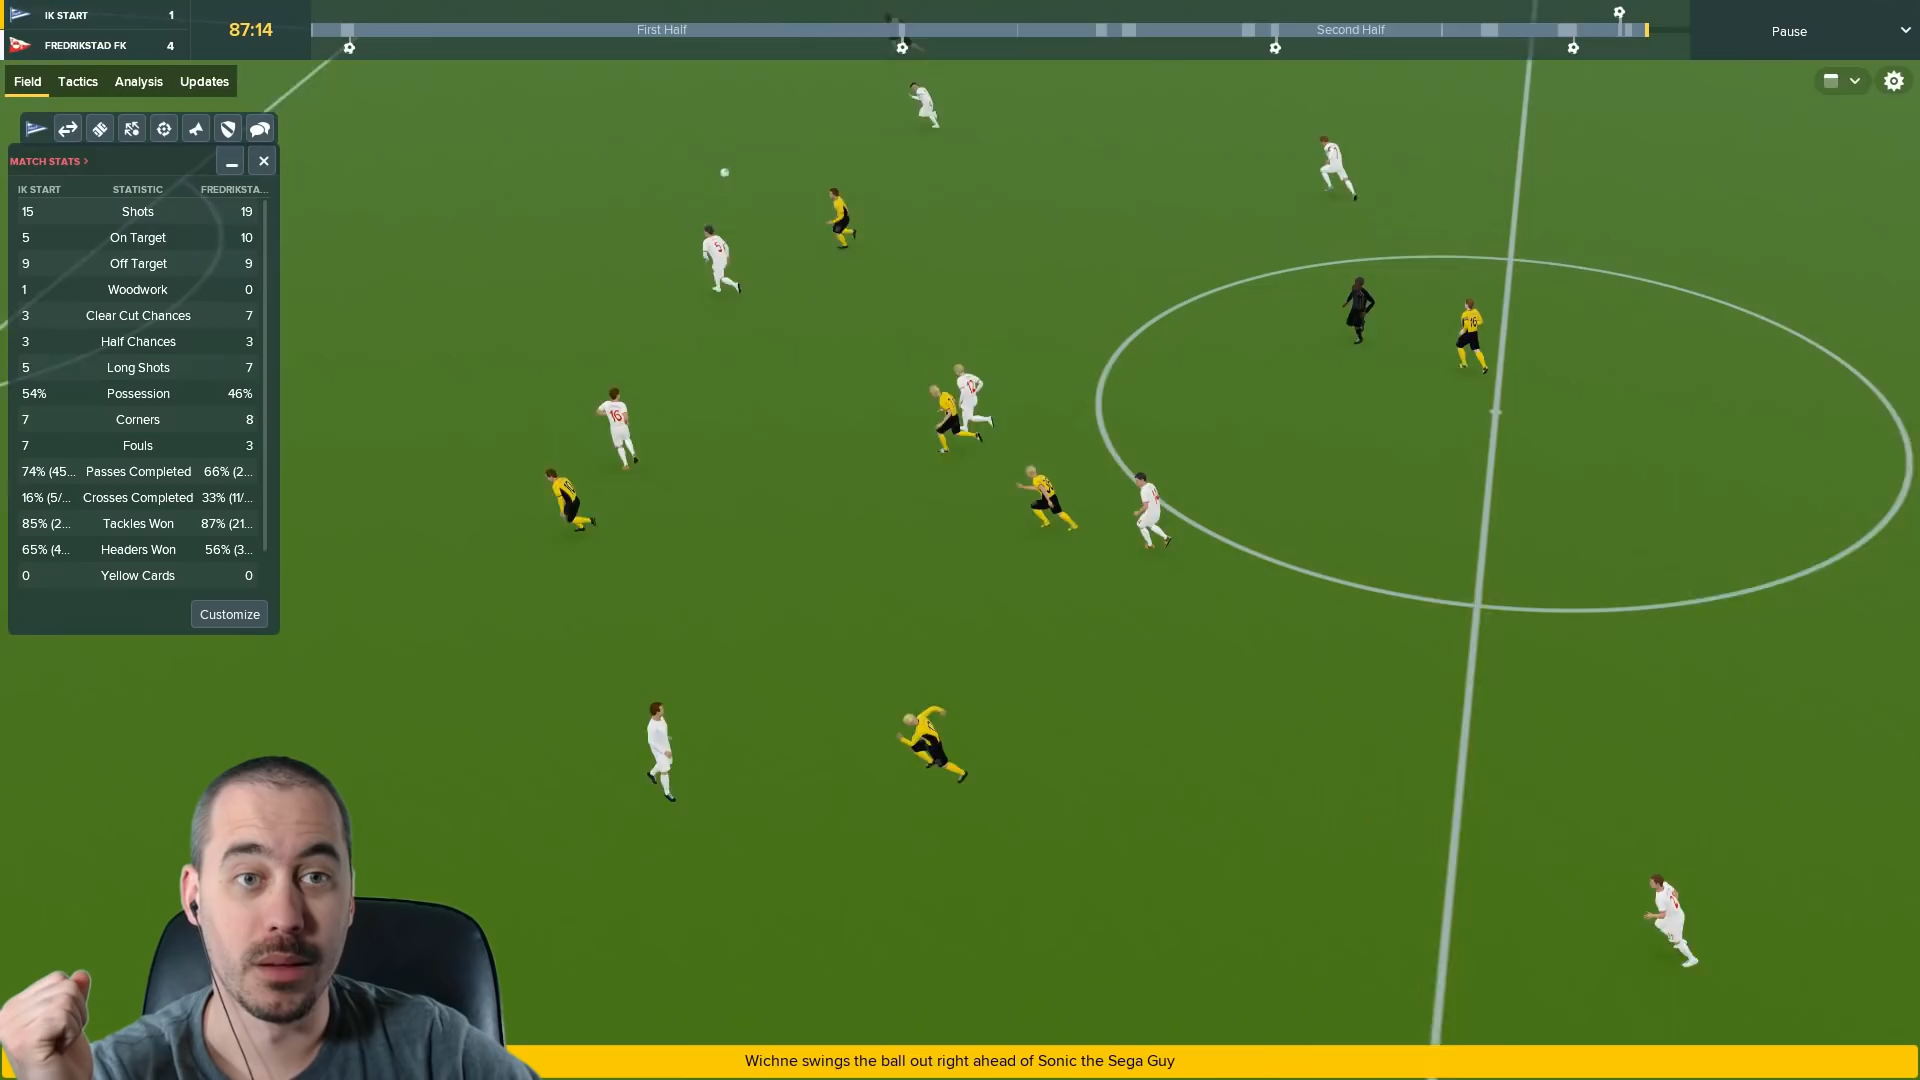 IK START 1
FREDRIKSTAD FK 4
87:14
First Half
Second Half
Pause
Field Tactics Analysis Updates
MATCH STATS >
IK START STATISTIC FREDRIKSTA...
15 Shots 19
5 On Target 10
9 Off Target 9
1 Woodwork 0
3 Clear Cut Chances 7
3 Half Chances 3
5 Long Shots 7
54% Possession 46%
7 Corners 8
7 Fouls 3
74% (45... Passes Completed 66% (2...
16% (5/... Crosses Completed 33% (11/...
85% (2... Tackles Won 87% (21...
65% (4... Headers Won 56% (3...
0 Yellow Cards 0
Customize
5
16
16
Wichne swings the ball out right ahead of Sonic the Sega Guy